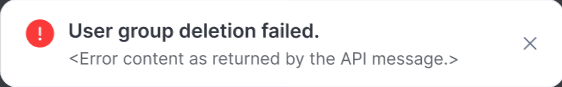 User group deletion failed.
<Error content as returned by the API message.>